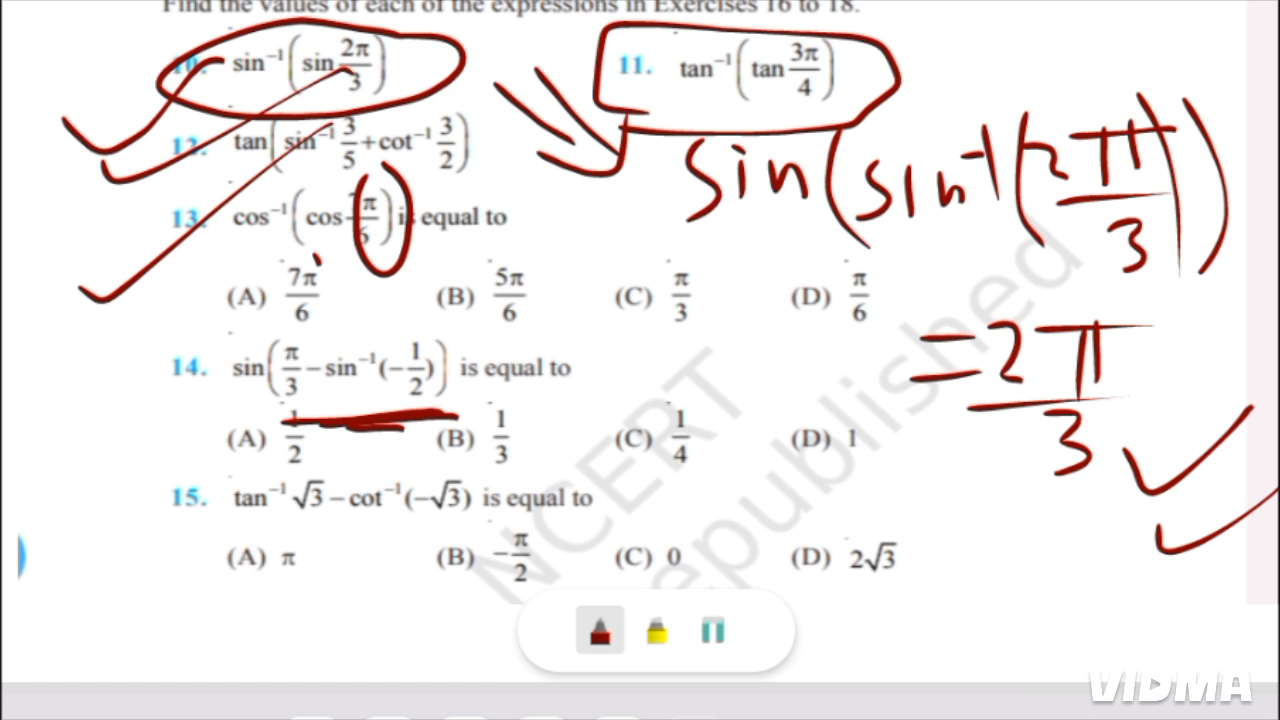 Find the values of each of the expressions in Exercises 16 to 18.
10. sin⁻¹(sin 2π/3) 11. tan⁻¹(tan 3π/4)
12. tan(sin⁻¹ 3/5 + cot⁻¹ 3/2)
sin(sin⁻¹(2π/3))
13. cos⁻¹(cos π/6) is equal to
(A) 7π/6 (B) 5π/6 (C) π/3 (D) π/6
= 2π/3
14. sin(π/3 − sin⁻¹(−1/2)) is equal to
(A) 1/2 (B) 1/3 (C) 1/4 (D) 1
15. tan⁻¹ √3 − cot⁻¹(−√3) is equal to
(A) π (B) −π/2 (C) 0 (D) 2√3
NCERT
republished
VIDMA